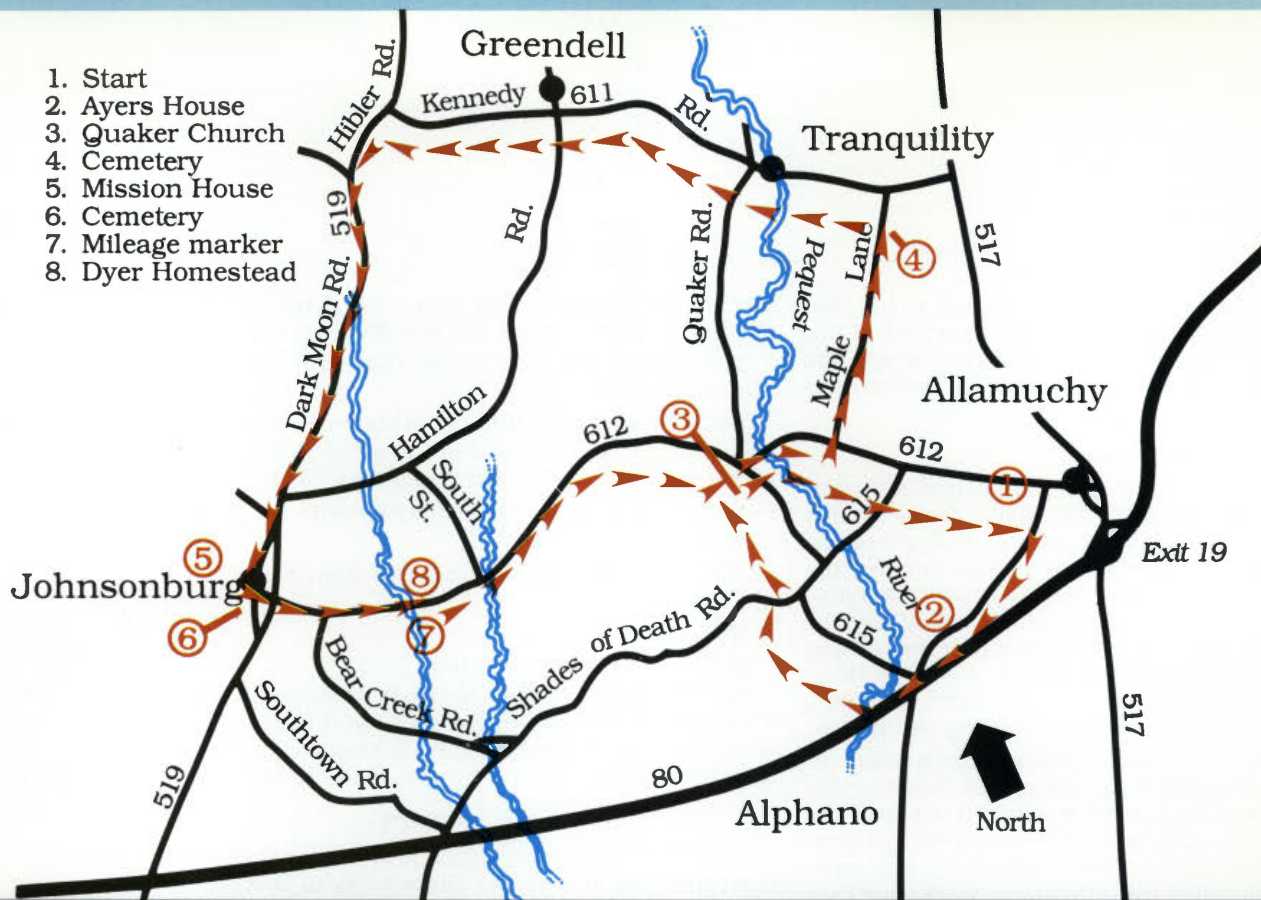 1. Start
2. Ayers House
3. Quaker Church
4. Cemetery
5. Mission House
6. Cemetery
7. Mileage marker
8. Dyer Homestead
Greendell
Hibler Rd.
Kennedy
611
Rd.
Tranquility
519
Dark Moon Rd.
Rd.
Quaker Rd.
Pequest
Lane
Maple
4
517
Allamuchy
Hamilton
South
St.
612
3
612
1
615
Exit 19
5
Johnsonburg
6
8
7
River
2
615
Bear Creek Rd.
Shades of Death Rd.
Southtown Rd.
519
80
Alphano
North
517